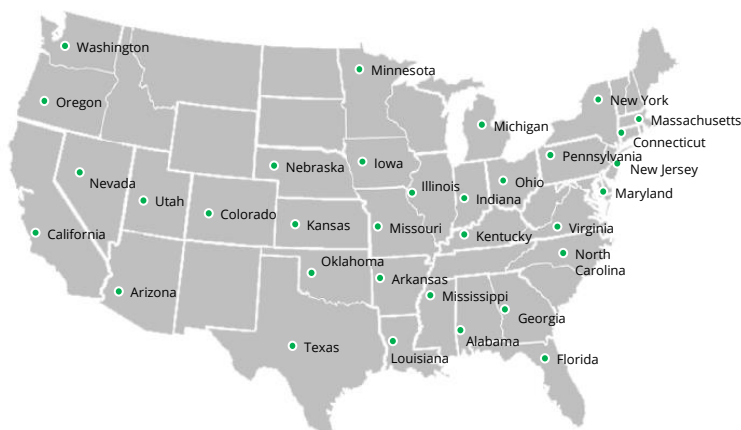 Washington
Minnesota
Oregon
New York
Massachusetts
Michigan
Connecticut
Pennsylvania
Nebraska
Iowa
New Jersey
Nevada
Ohio
Illinois
Indiana
Maryland
Utah
Colorado
Kansas
Missouri
Virginia
California
Kentucky
North
Carolina
Oklahoma
Arkansas
Arizona
Mississippi
Georgia
Alabama
Texas
Louisiana
Florida